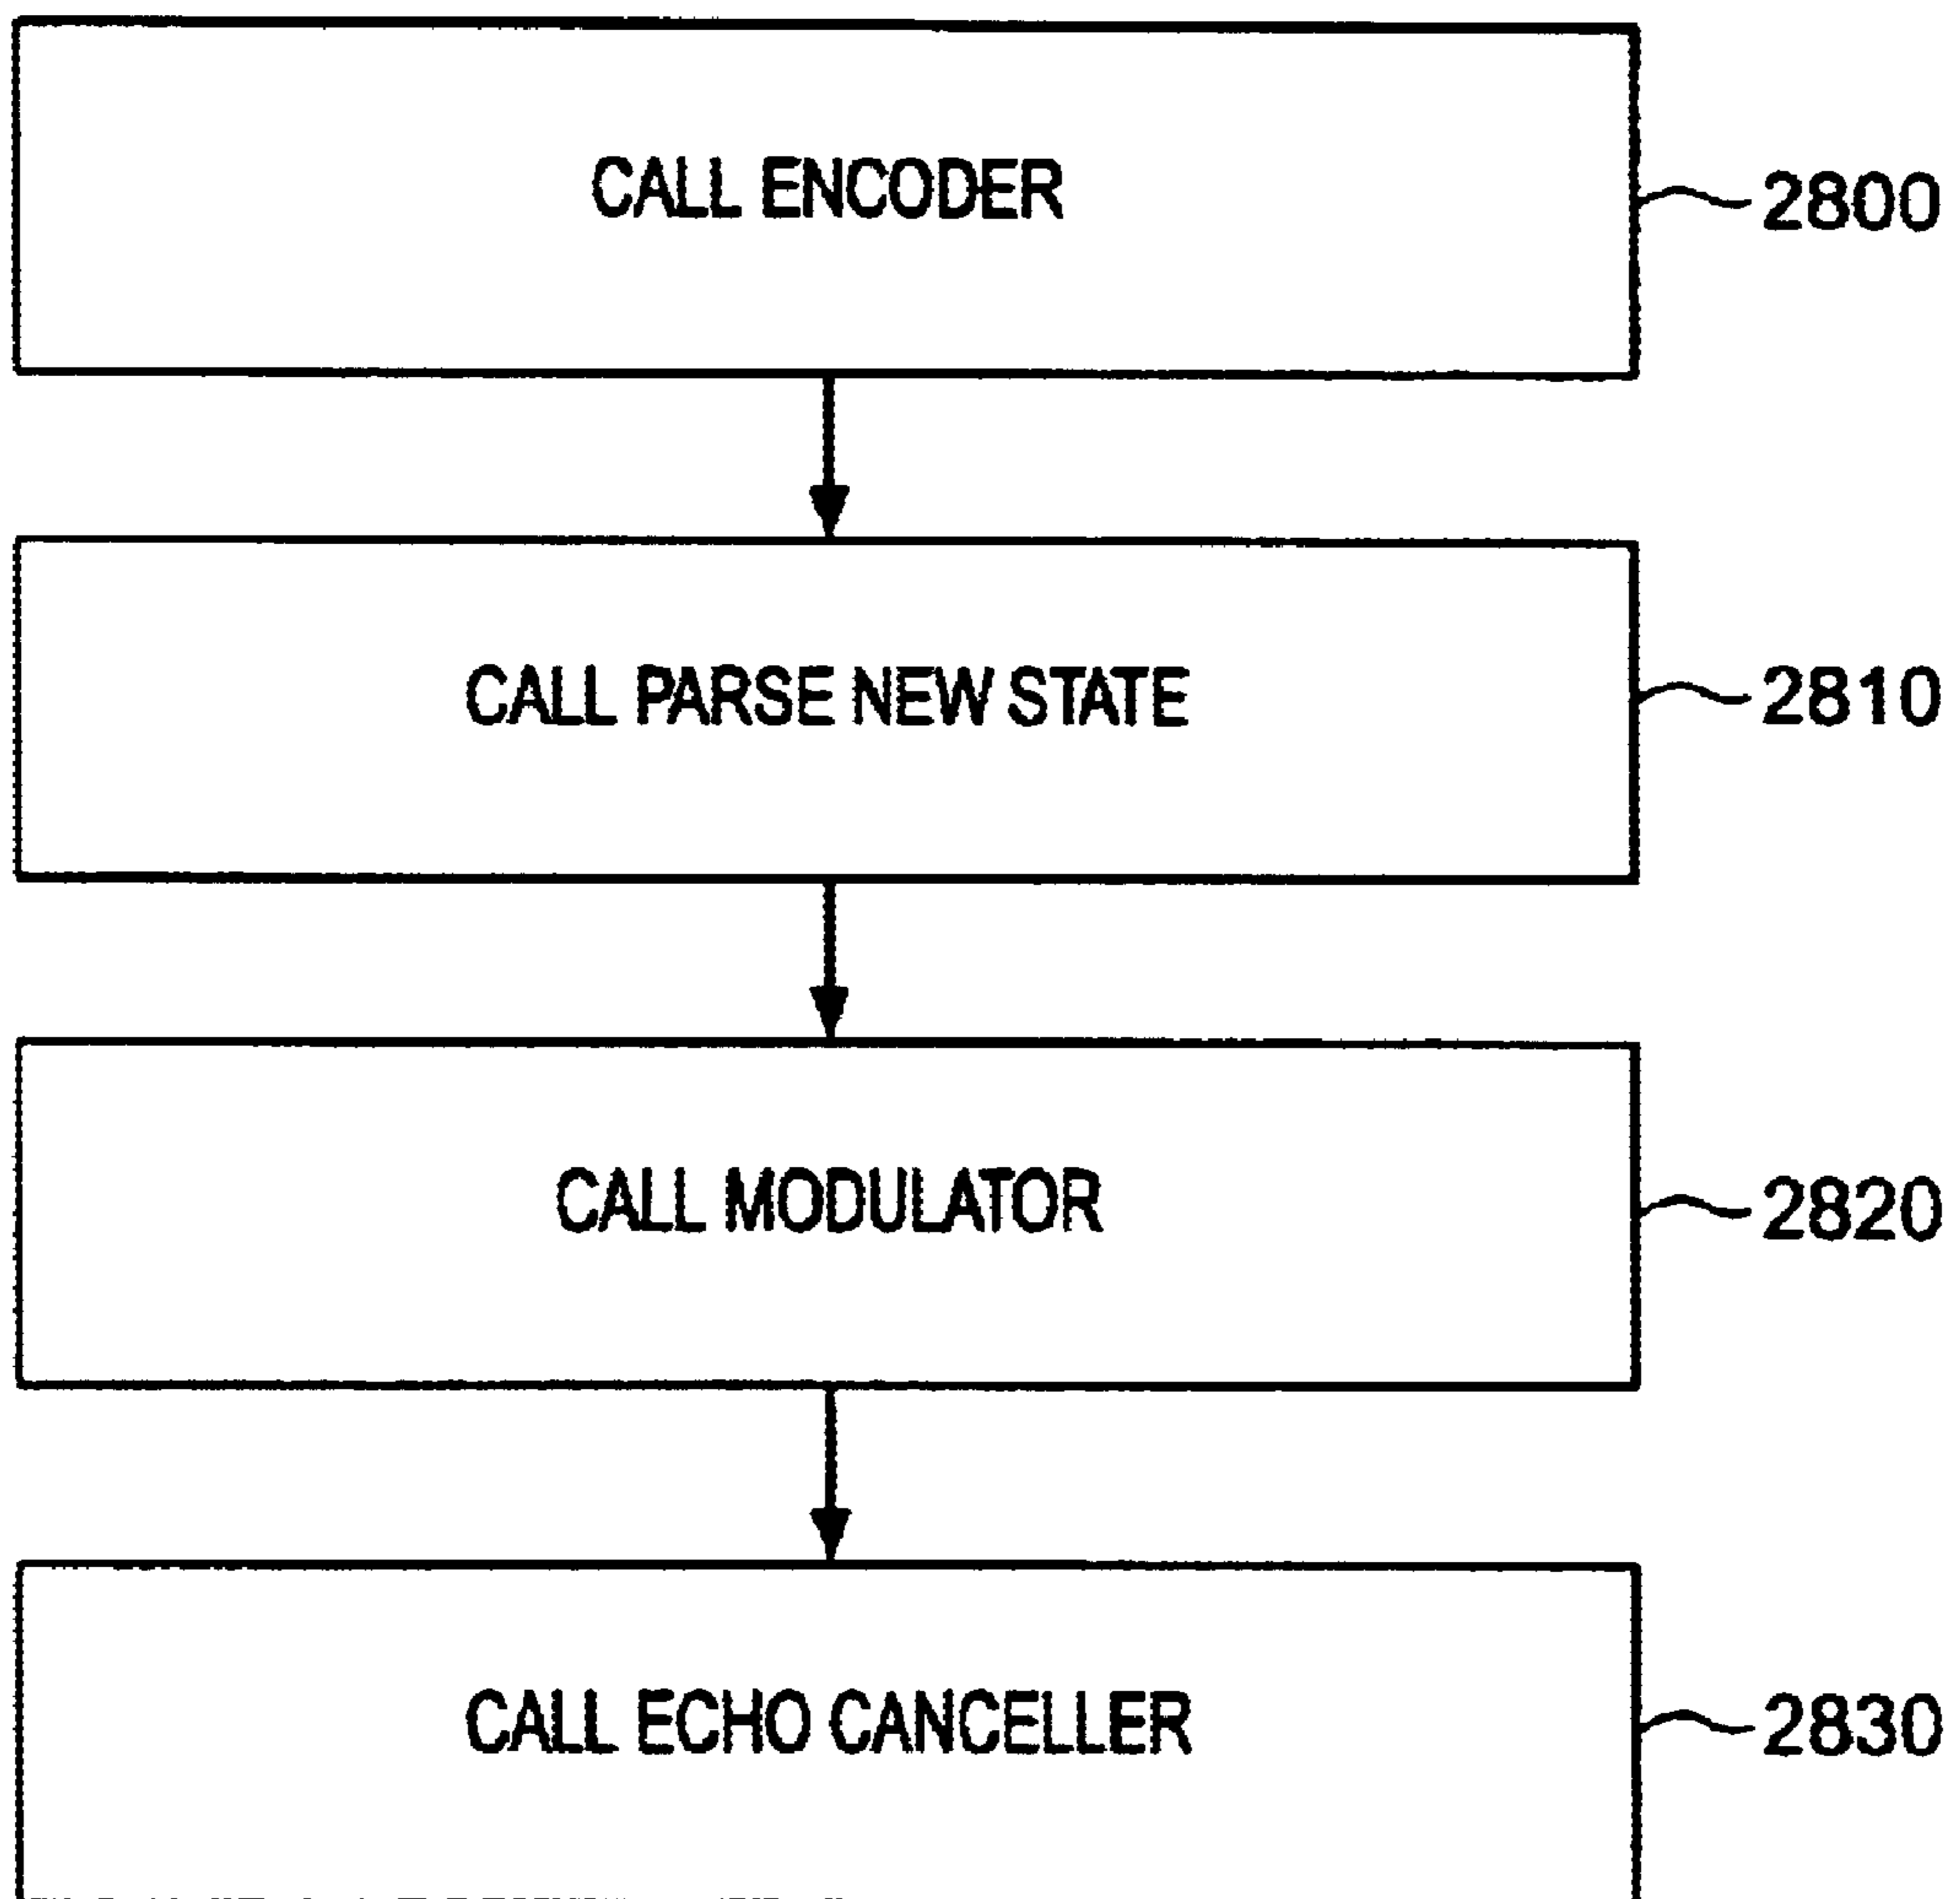 CALL ENCODER
2800
CALL PARSE NEW STATE
2810
CALL MODULATOR
2820
CALL ECHO CANCELLER
2830